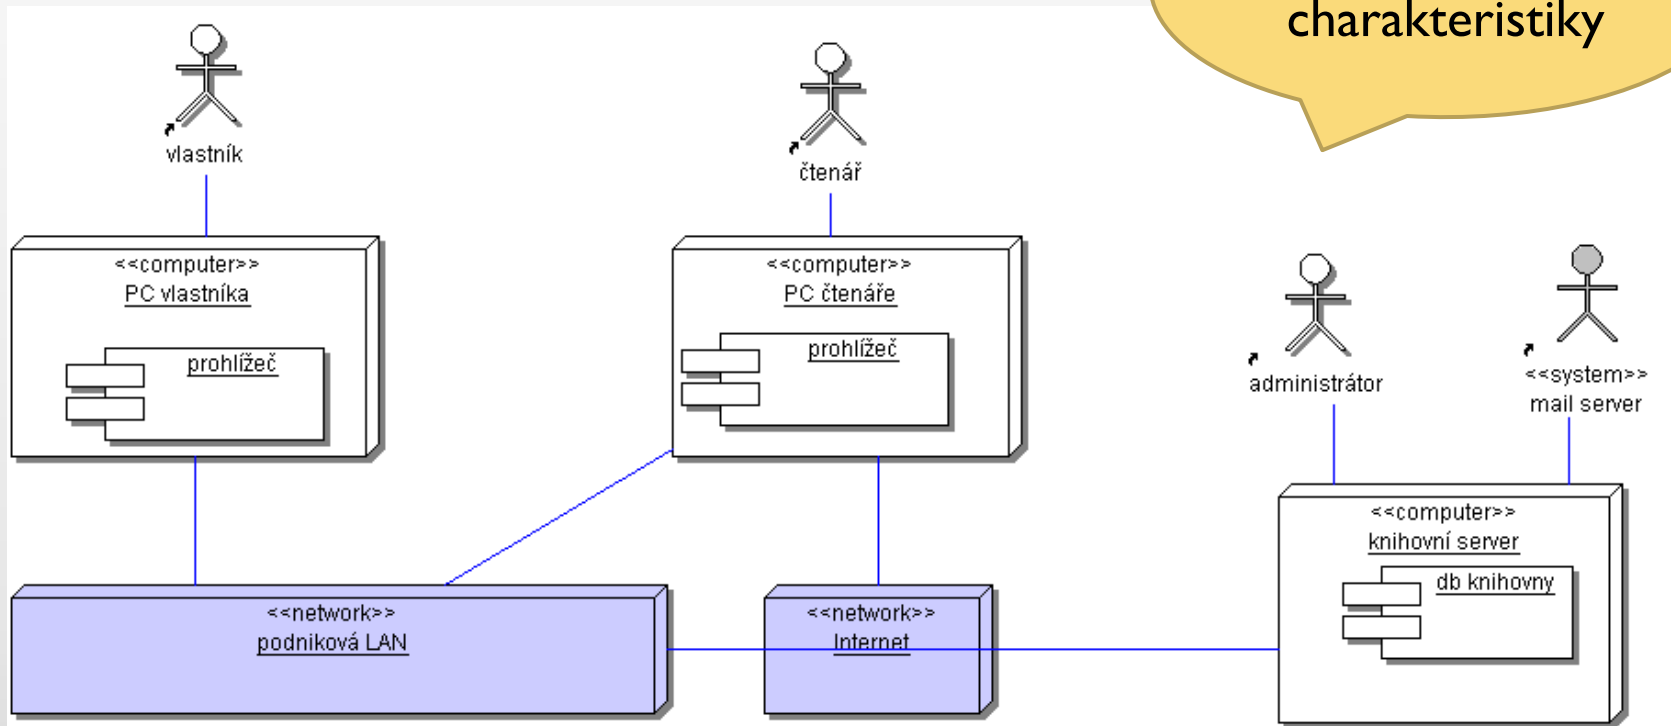 charakteristiky
vlastník
čtenář
<<computer>>
PC vlastníka
prohlížeč
<<computer>>
PC čtenáře
prohlížeč
administrátor
<<system>>
mail server
<<computer>>
knihovní server
db knihovny
<<network>>
podniková LAN
<<network>>
Internet